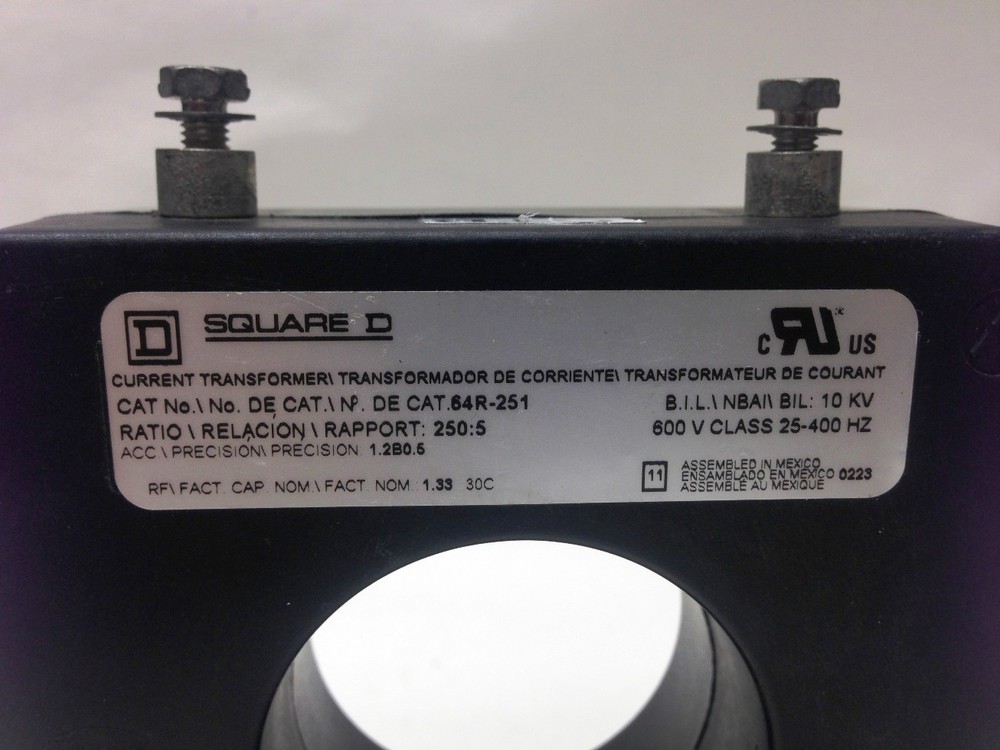 D SQUARE D
C RU* US
CURRENT TRANSFORMER\ TRANSFORMADOR DE CORRIENTE\ TRANSFORMATEUR DE COURANT
CAT No.\ No. DE CAT.\ Nº. DE CAT.64R-251
B.I.L.\ NBAI\ BIL: 10 KV
RATIO \ RELACIÓN \ RAPPORT: 250:5
600 V CLASS 25-400 HZ
ACC \ PRECISION\ PRECISION 1.2B0.5
RF\ FACT. CAP. NOM.\ FACT. NOM. 1.33 30C
11
ASSEMBLED IN MEXICO
ENSAMBLADO EN MEXICO 0223
ASSEMBLÉ AU MEXIQUE